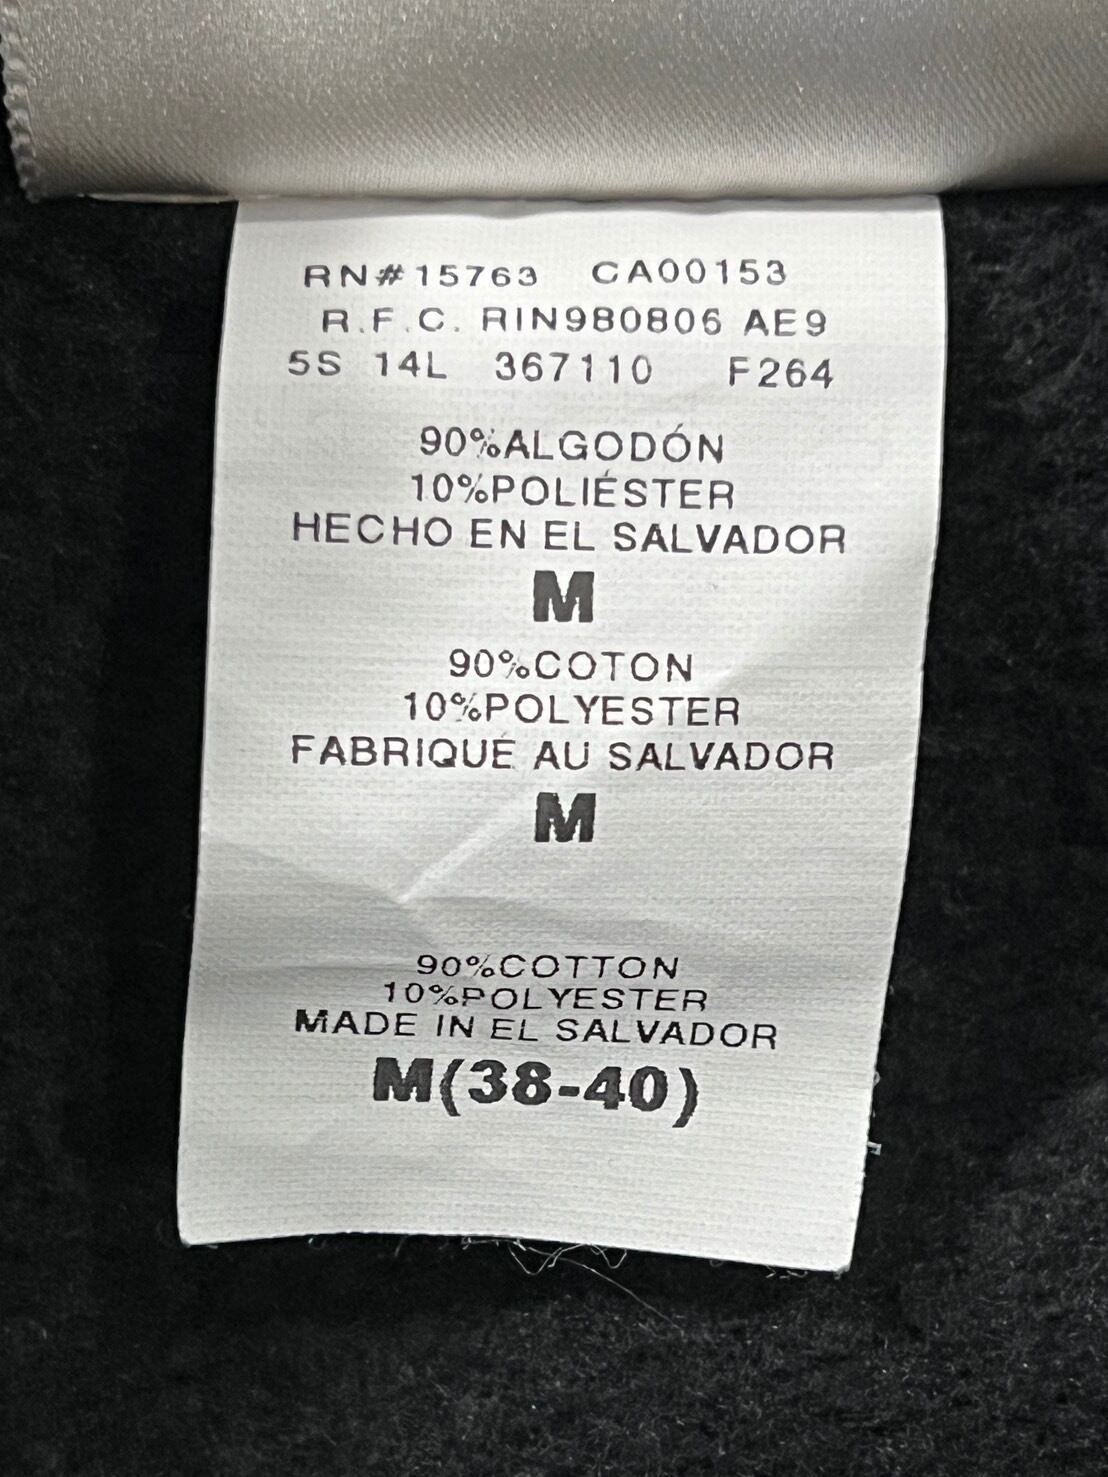 RN#15763 CA00153
R.F.C. RIN980806 AE9
5S 14L 367110 F264
90%ALGODÓN
10%POLIÉSTER
HECHO EN EL SALVADOR
M
90%COTON
10%POLYESTER
FABRIQUÉ AU SALVADOR
M
90%COTTON
10%POLYESTER
MADE IN EL SALVADOR
M(38-40)